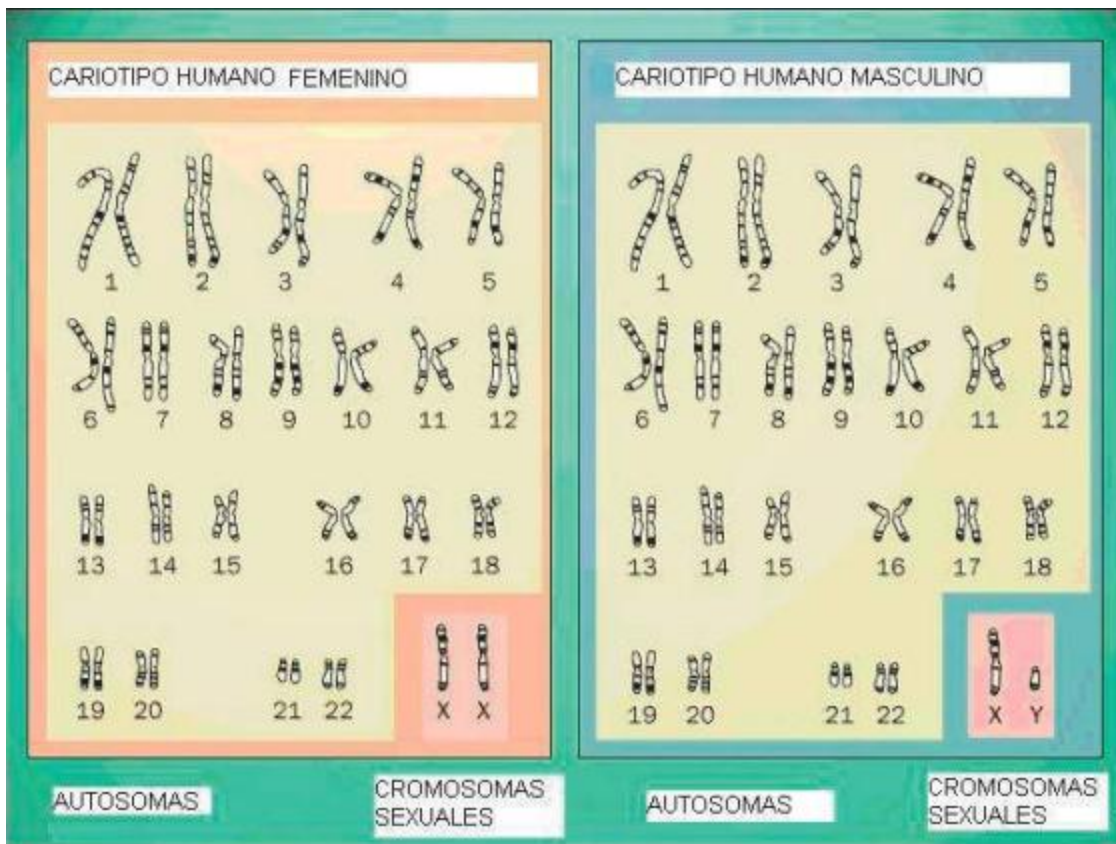 CARIOTIPO HUMANO FEMENINO
1 2 3 4 5
6 7 8 9 10 11 12
13 14 15 16 17 18
19 20 21 22 X X
AUTOSOMAS
CROMOSOMAS
SEXUALES
CARIOTIPO HUMANO MASCULINO
1 2 3 4 5
6 7 8 9 10 11 12
13 14 15 16 17 18
19 20 21 22 X Y
AUTOSOMAS
CROMOSOMAS
SEXUALES